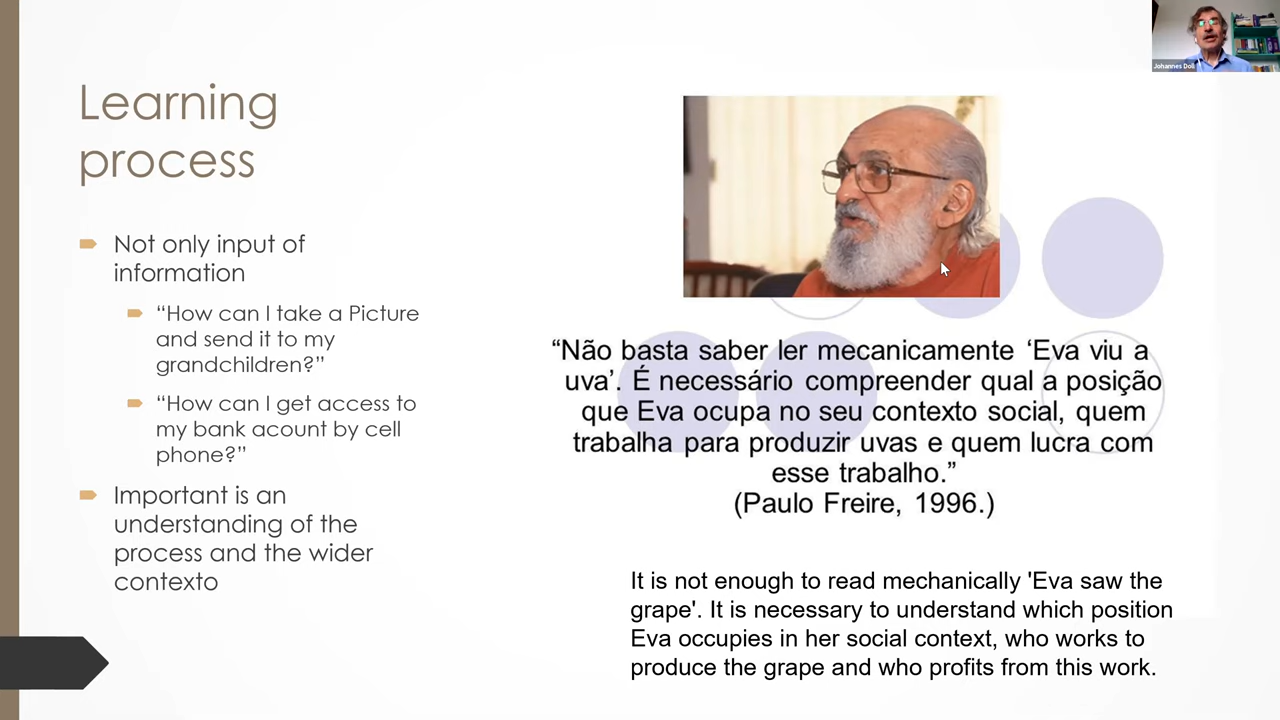 Learning
process
Not only input of
information
“How can I take a Picture
and send it to my
grandchildren?”
“How can I get access to
my bank acount by cell
phone?”
Important is an
understanding of the
process and the wider
contexto
“Não basta saber ler mecanicamente ‘Eva viu a
uva’. É necessário compreender qual a posição
que Eva ocupa no seu contexto social, quem
trabalha para produzir uvas e quem lucra com
esse trabalho.”
(Paulo Freire, 1996.)
It is not enough to read mechanically 'Eva saw the
grape'. It is necessary to understand which position
Eva occupies in her social context, who works to
produce the grape and who profits from this work.
Johannes Doll